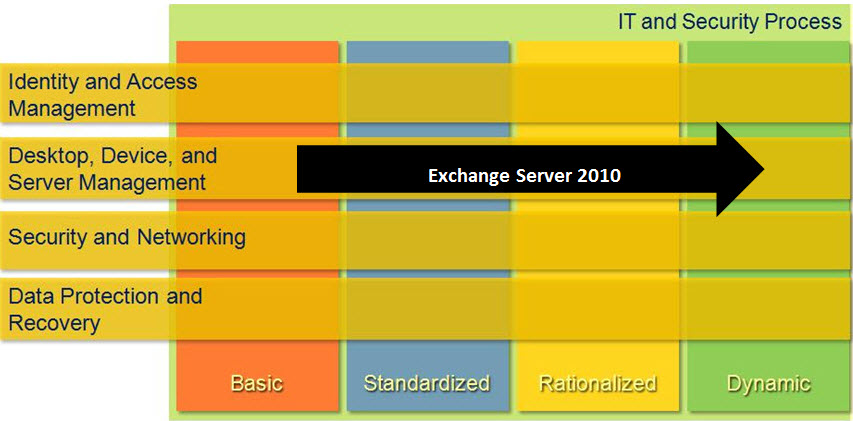 IT and Security Process
Identity and Access
Management
Desktop, Device, and
Server Management
Exchange Server 2010
Security and Networking
Data Protection and
Recovery
Basic
Standardized
Rationalized
Dynamic